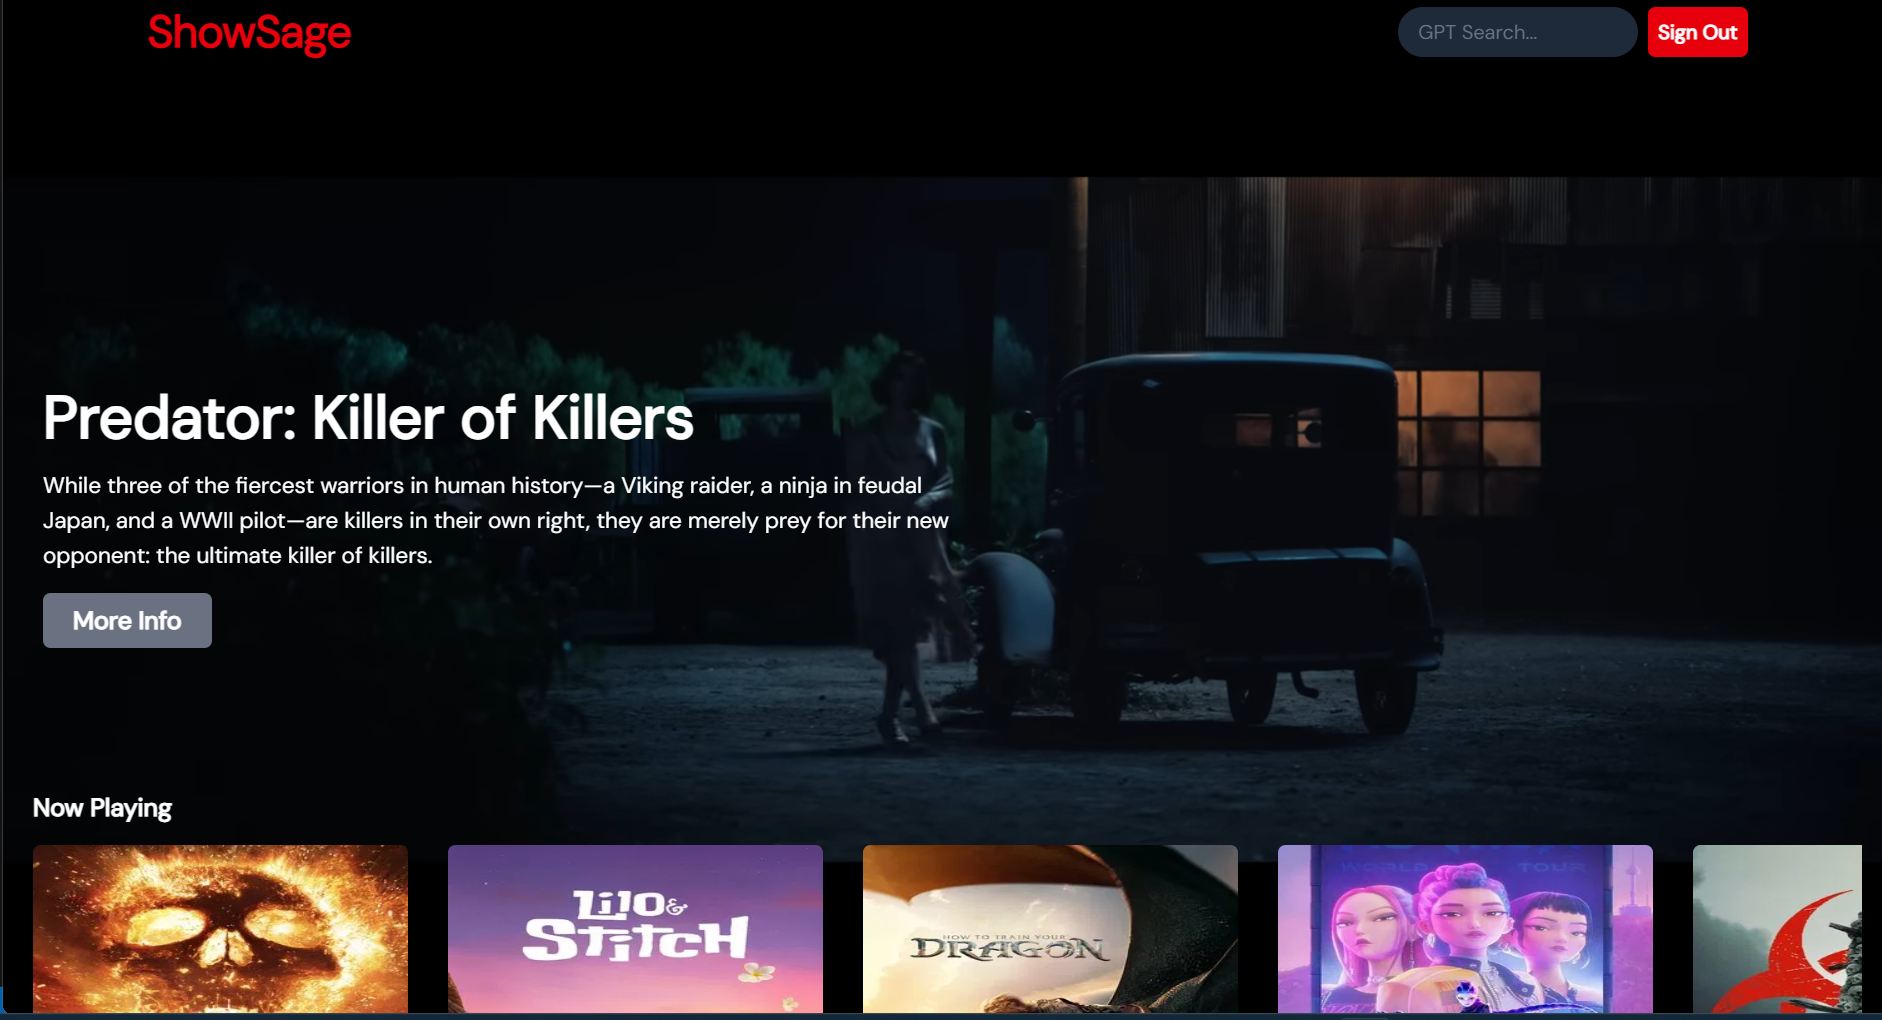 ShowSage
GPT Search...
Sign Out
Predator: Killer of Killers
While three of the fiercest warriors in human history—a Viking raider, a ninja in feudal
Japan, and a WWII pilot—are killers in their own right, they are merely prey for their new
opponent: the ultimate killer of killers.
More Info
Now Playing
Lilo &
Stitch
HOW TO TRAIN YOUR
DRAGON
WORLD TOUR